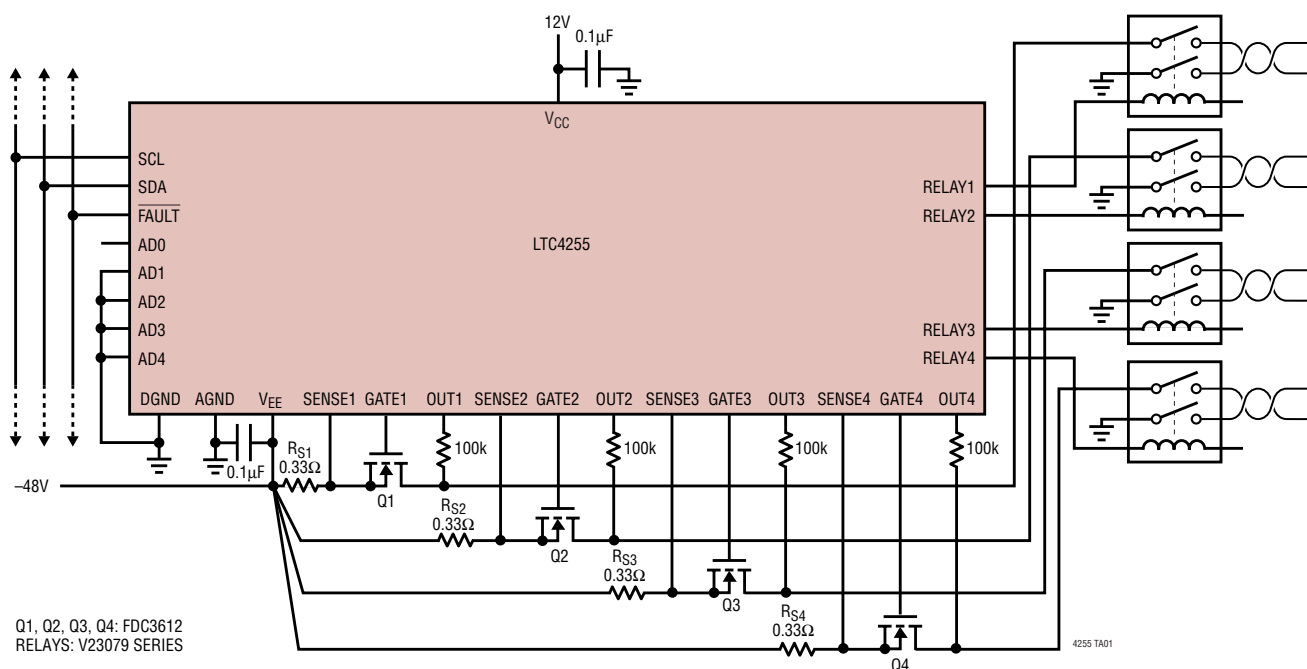 12V
0.1µF
VCC
SCL
SDA
FAULT
AD0
AD1
AD2
AD3
AD4
LTC4255
RELAY1
RELAY2
RELAY3
RELAY4
DGND AGND VEE SENSE1 GATE1 OUT1 SENSE2 GATE2 OUT2 SENSE3 GATE3 OUT3 SENSE4 GATE4 OUT4
0.1µF
RS1
0.33Ω
100k
100k
100k
100k
–48V
Q1
RS2
0.33Ω
Q2
RS3
0.33Ω
Q3
RS4
0.33Ω
Q4
Q1, Q2, Q3, Q4: FDC3612
RELAYS: V23079 SERIES
4255 TA01